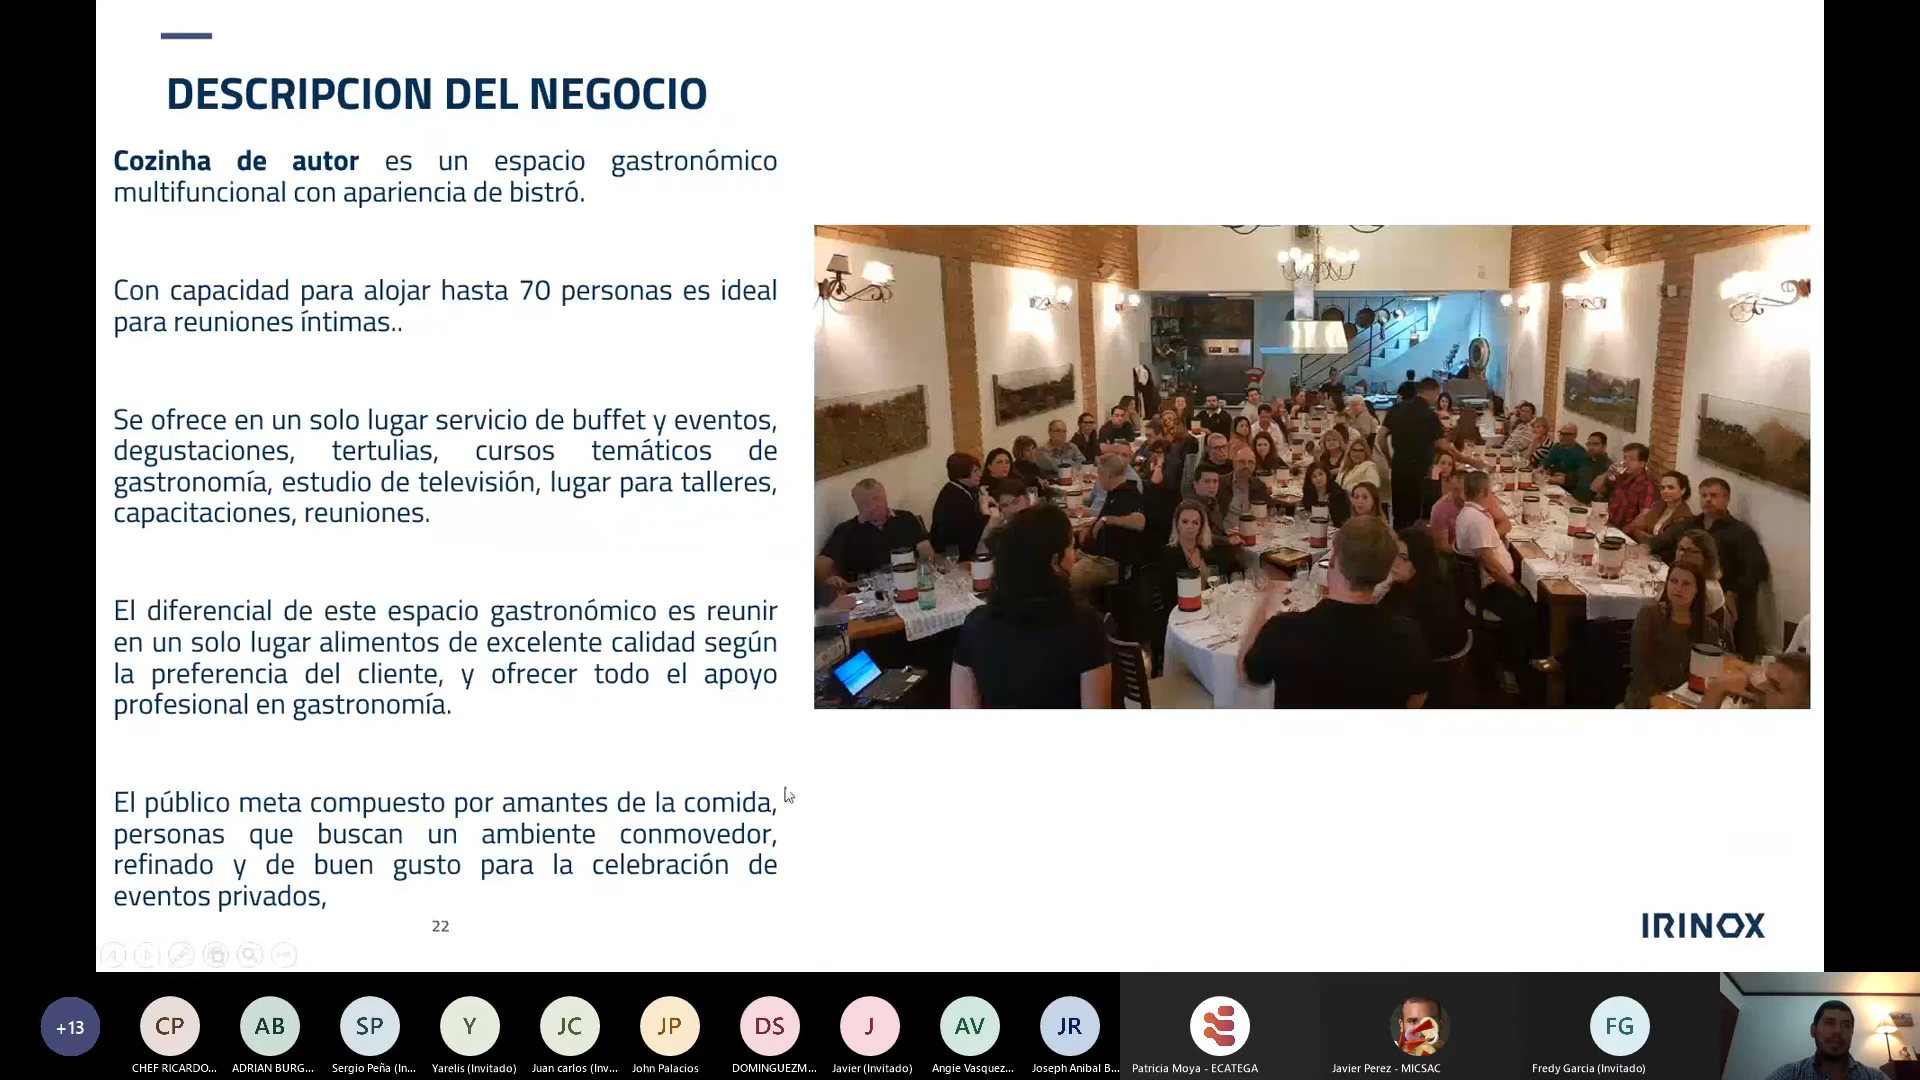 DESCRIPCION DEL NEGOCIO
Cozinha de autor es un espacio gastronómico
multifuncional con apariencia de bistró.
Con capacidad para alojar hasta 70 personas es ideal
para reuniones íntimas..
Se ofrece en un solo lugar servicio de buffet y eventos,
degustaciones, tertulias, cursos temáticos de
gastronomía, estudio de televisión, lugar para talleres,
capacitaciones, reuniones.
El diferencial de este espacio gastronómico es reunir
en un solo lugar alimentos de excelente calidad según
la preferencia del cliente, y ofrecer todo el apoyo
profesional en gastronomía.
El público meta compuesto por amantes de la comida,
personas que buscan un ambiente conmovedor,
refinado y de buen gusto para la celebración de
eventos privados,
22
IRINOX
+13
CP
AB
SP
Y
JC
JP
DS
J
AV
JR
FG
CHEF RICARDO...
ADRIAN BURG...
Sergio Peña (In...
Yarelis (Invitado)
Juan carlos (Inv...
John Palacios
DOMINGUEZM...
Javier (Invitado)
Angie Vasquez...
Joseph Anibal B...
Patricia Moya - ECATEGA
Javier Perez - MICSAC
Fredy Garcia (Invitado)